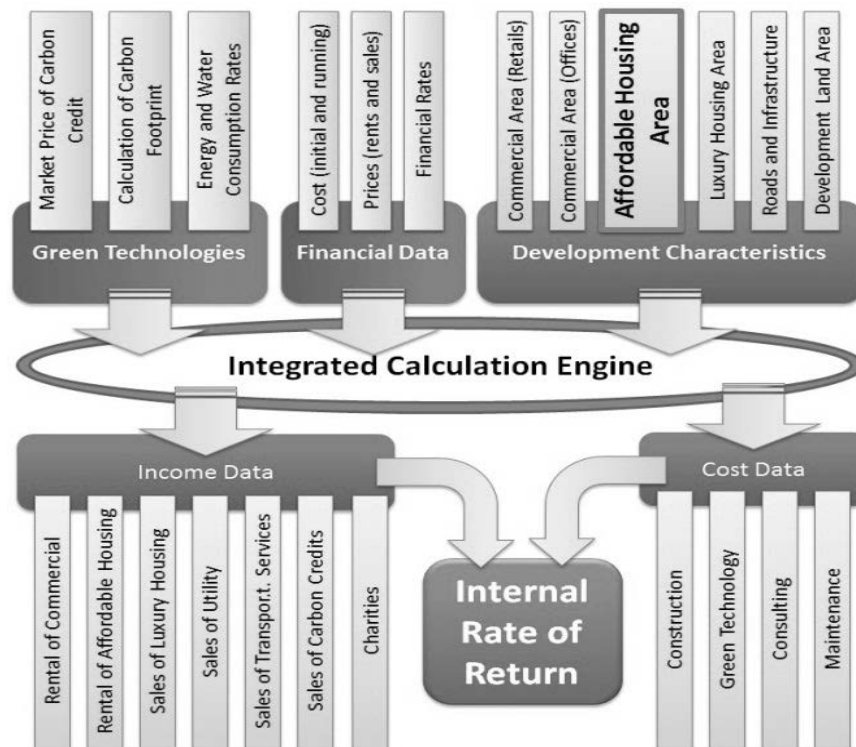 Market Price of Carbon
Credit
Calculation of Carbon
Footprint
Energy and Water
Consumption Rates
Green Technologies
Cost (initial and running)
Prices (rents and sales)
Financial Rates
Financial Data
Commercial Area (Retails)
Commercial Area (Offices)
Affordable Housing
Area
Luxury Housing Area
Roads and Infrastructure
Development Land Area
Development Characteristics
Integrated Calculation Engine
Income Data
Rental of Commercial
Rental of Affordable Housing
Sales of Luxury Housing
Sales of Utility
Sales of Transpor.t. Services
Sales of Carbon Credits
Charities
Internal
Rate of
Return
Cost Data
Construction
Green Technology
Consulting
Maintenance